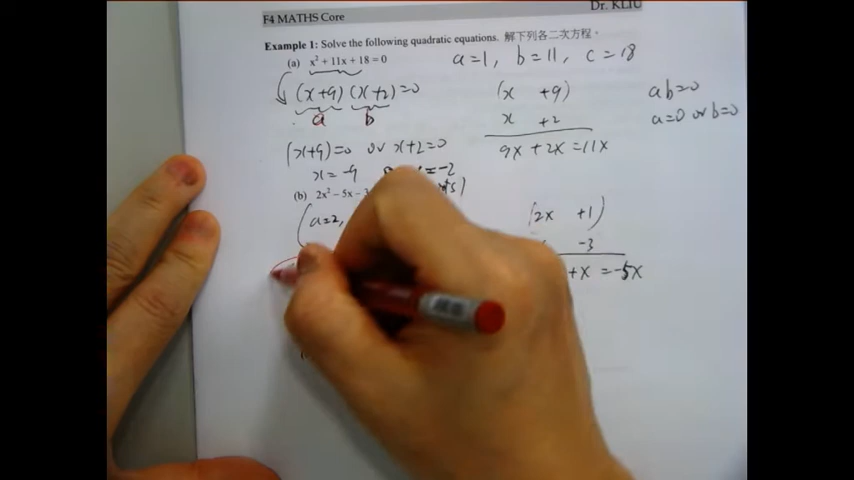 F4 MATHS Core Dr. KLIU
Example 1: Solve the following quadratic equations. 解下列各二次方程。
(a) x² + 11x + 18 = 0 a=1, b=11, c=18
(x+9)(x+2)=0 (x +9) ab=0
a b x +2 a=0 or b=0
(x+9)=0 or x+2=0 9x+2x=11x
x=-9 =-2
(b) 2x² – 5x – 3
(a=2, (2x +1)
-3
+x=-5x